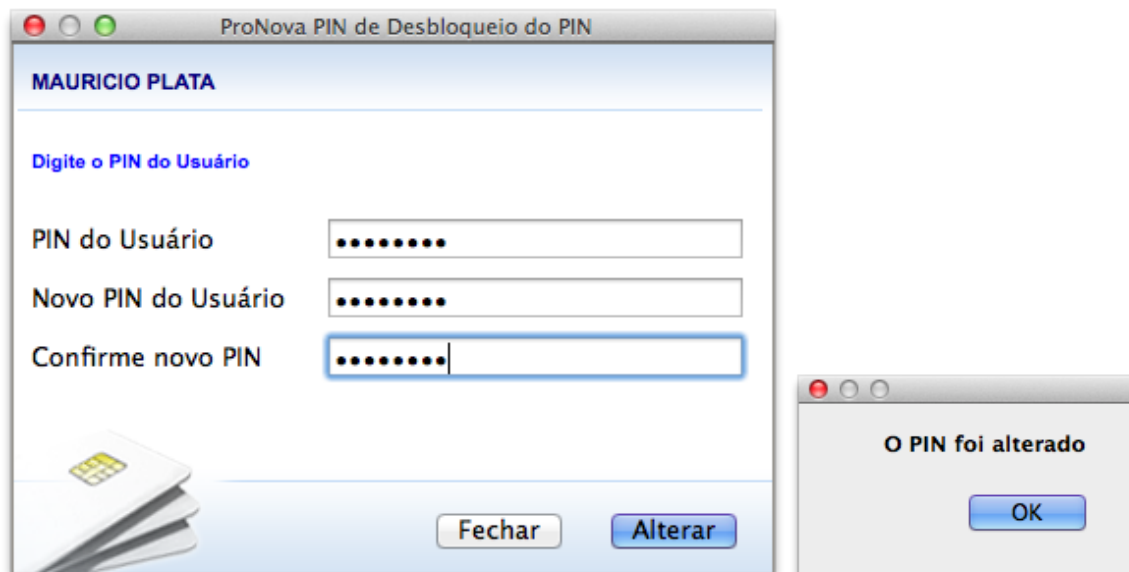 ProNova PIN de Desbloqueio do PIN
MAURICIO PLATA
Digite o PIN do Usuário
PIN do Usuário ••••••••
Novo PIN do Usuário ••••••••
Confirme novo PIN ••••••••
Fechar Alterar
O PIN foi alterado
OK